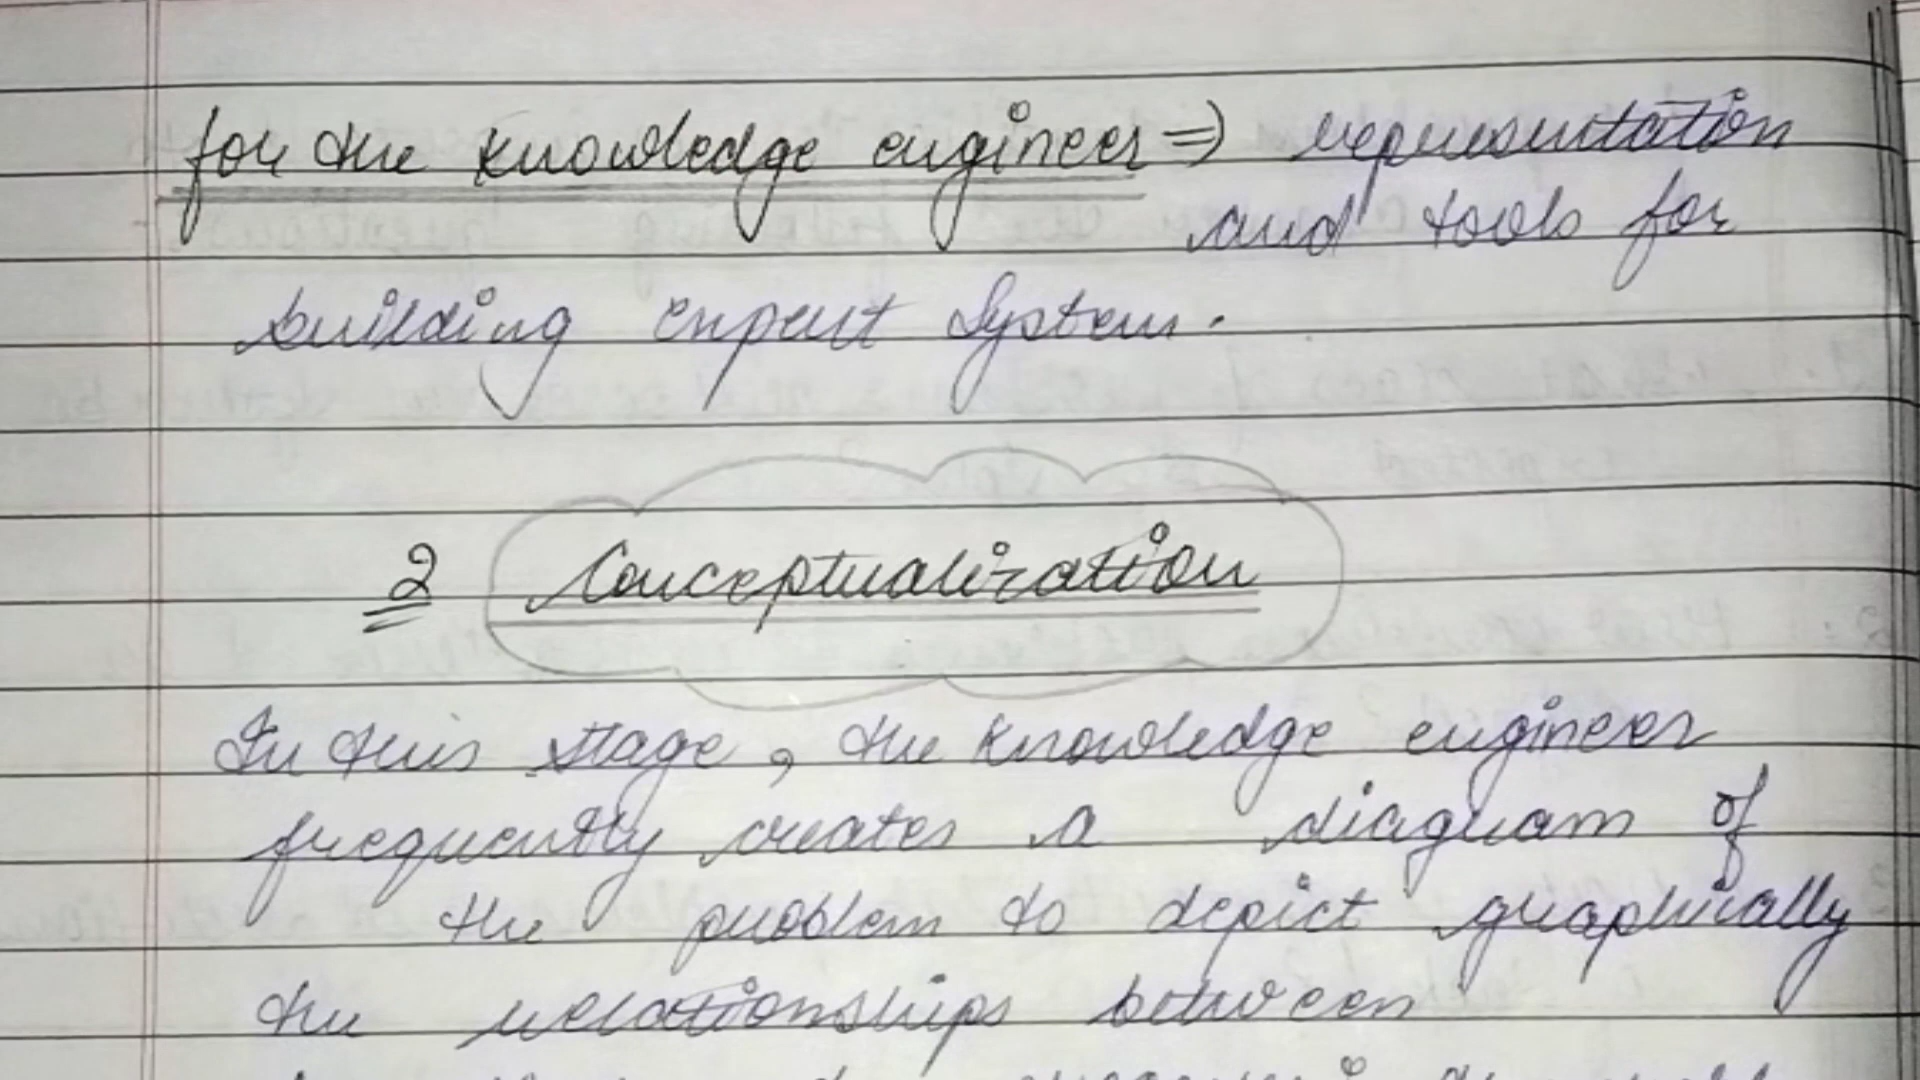 for the knowledge engineer ⇒ representation
and tools for
building expert System.
2 Conceptualization
In this stage, the knowledge engineer
frequently creates a diagram of
the problem to depict graphically
the relationships between